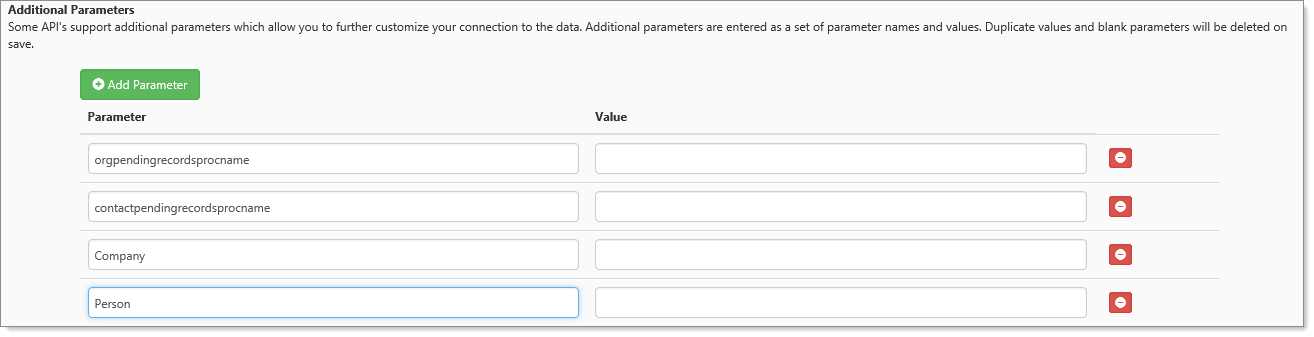 Additional Parameters
Some API's support additional parameters which allow you to further customize your connection to the data. Additional parameters are entered as a set of parameter names and values. Duplicate values and blank parameters will be deleted on
save.
Add Parameter
Parameter Value
orgpendingrecordsprocname
contactpendingrecordsprocname
Company
Person